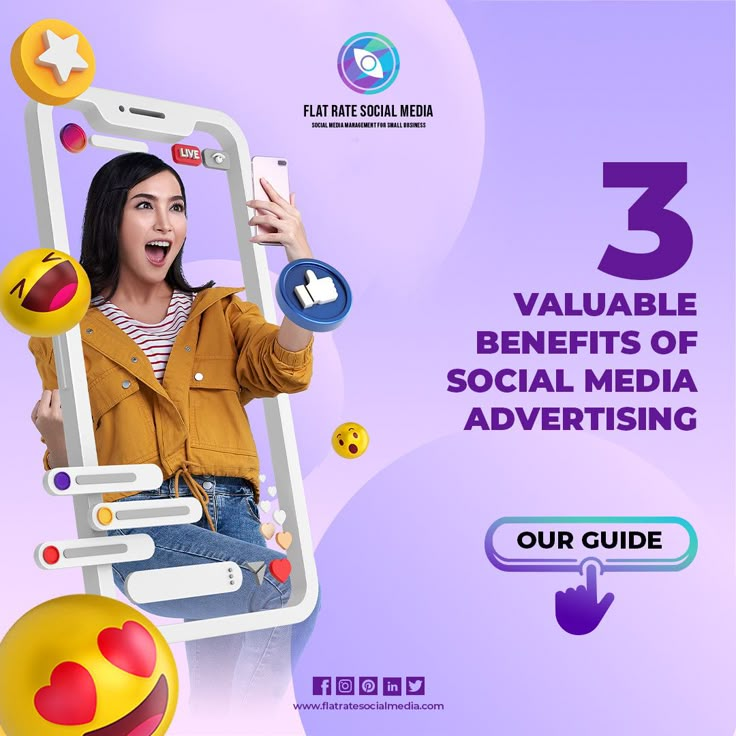 FLAT RATE SOCIAL MEDIA
SOCIAL MEDIA MANAGEMENT FOR SMALL BUSINESS
LIVE
3
VALUABLE
BENEFITS OF
SOCIAL MEDIA
ADVERTISING
OUR GUIDE
www.flatratesocialmedia.com